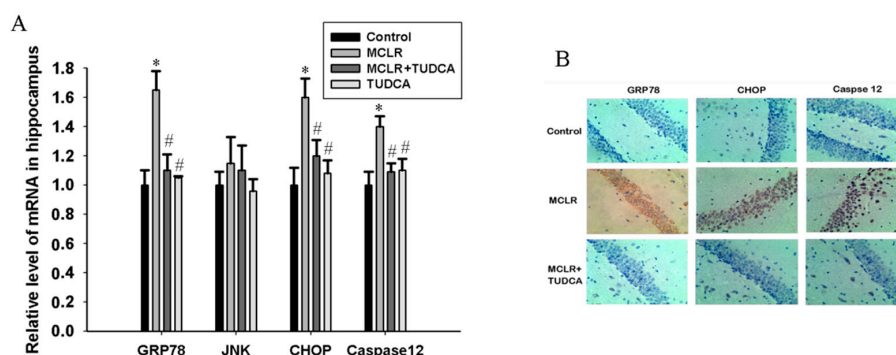 A
Relative level of mRNA in hippocampus
1.8
1.6
1.4
1.2
1.0
0.8
0.6
0.4
0.2
0.0
Control
MCLR
MCLR+TUDCA
TUDCA
*
#
#
*
#
#
*
#
#
GRP78 JNK CHOP Caspase12
B
GRP78 CHOP Caspse 12
Control
MCLR
MCLR+
TUDCA